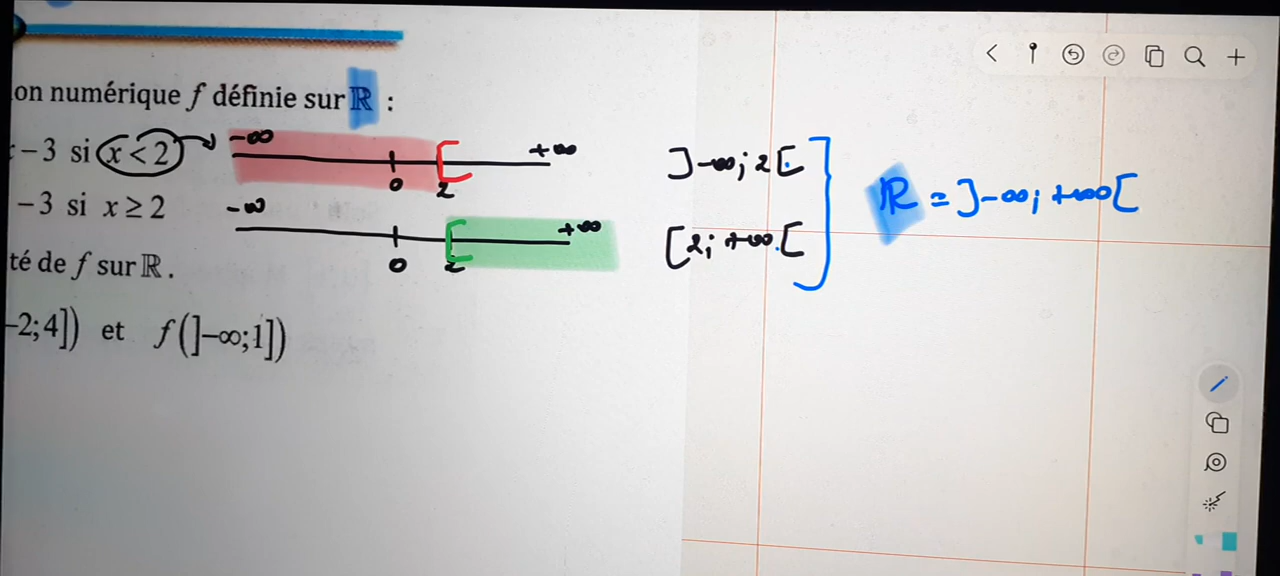 on numérique f définie sur ℝ :
- 3 si x < 2
-∞ 0 2 +∞
]-∞; 2[
- 3 si x ≥ 2
-∞ 0 2 +∞
[2; +∞[
ℝ = ]-∞; +∞[
té de f sur ℝ.
-2;4]) et f(]-∞;1])